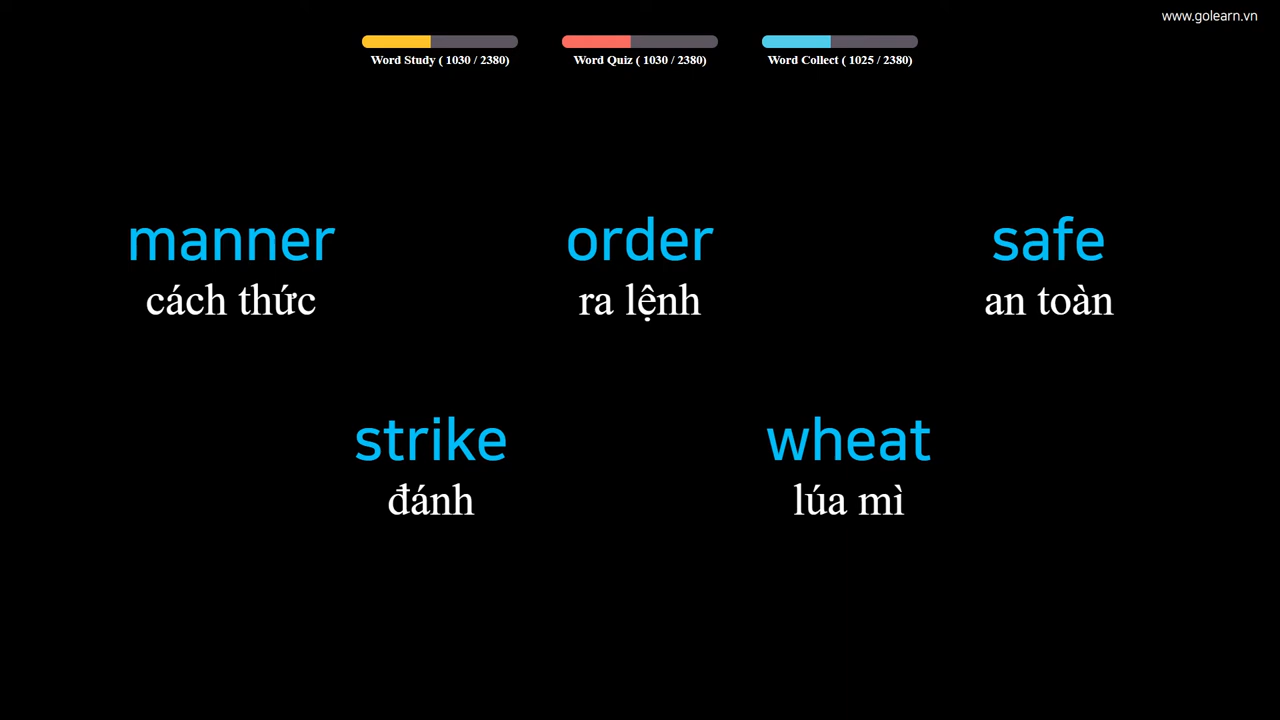 www.golearn.vn
Word Study ( 1030 / 2380)
Word Quiz ( 1030 / 2380)
Word Collect ( 1025 / 2380)
manner
cách thức
order
ra lệnh
safe
an toàn
strike
đánh
wheat
lúa mì